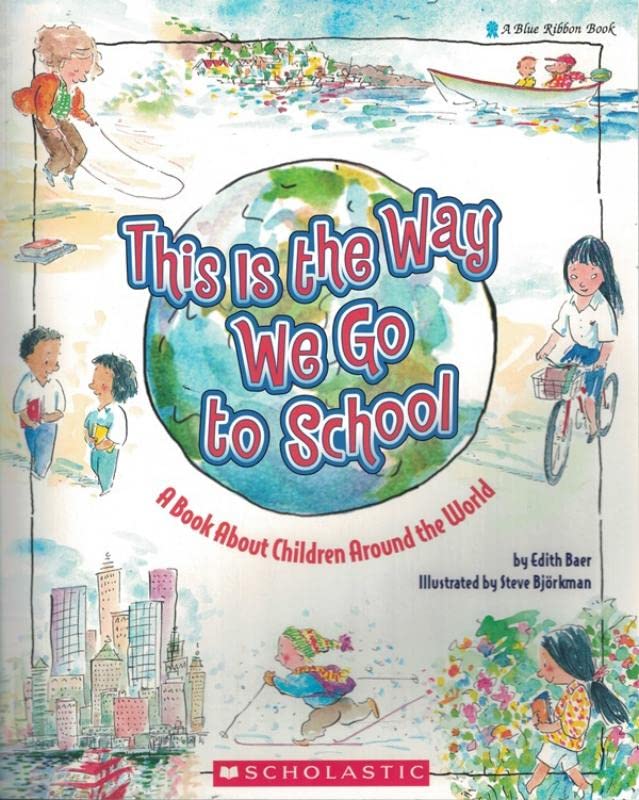 A Blue Ribbon Book
This Is the Way
We Go
to School
A Book About Children Around the World
by Edith Baer
Illustrated by Steve Björkman
SCHOLASTIC